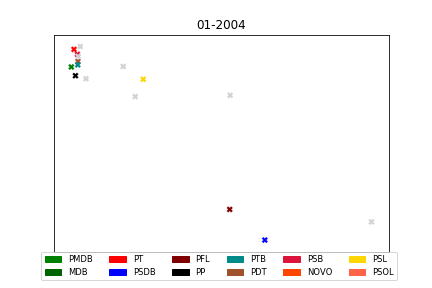 01-2004
PMDB PT PFL PTB PSB PSL
MDB PSDB PP PDT NOVO PSOL